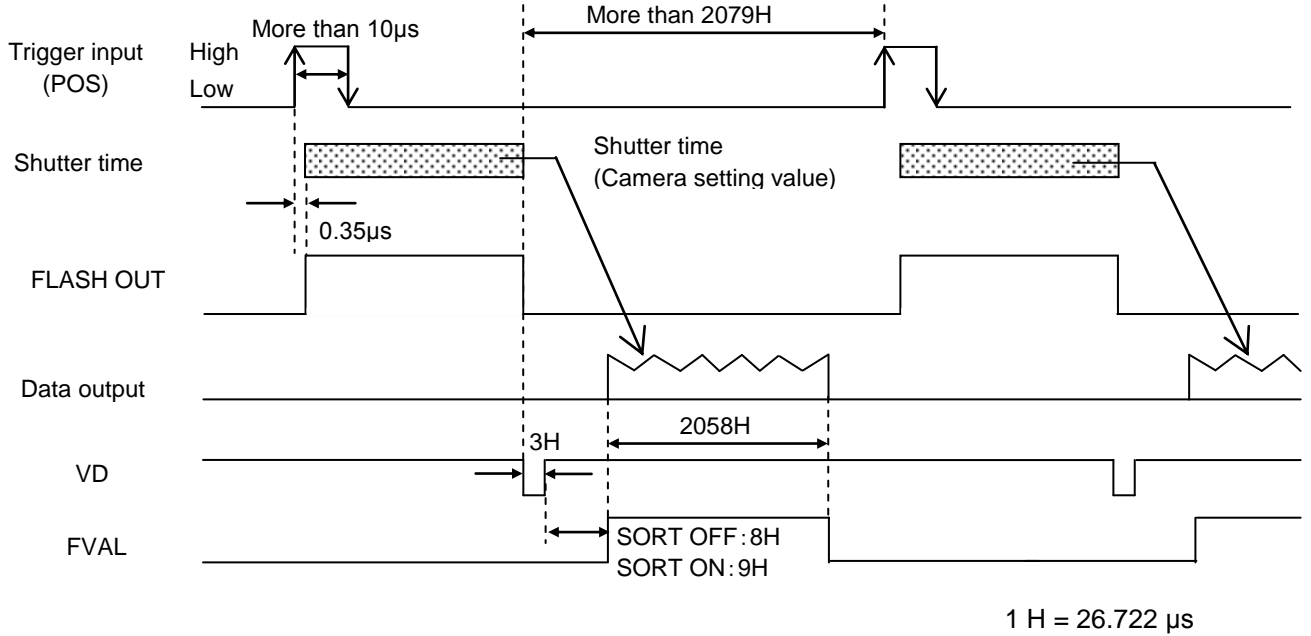 More than 2079H
More than 10µs
Trigger input
(POS)
High
Low
Shutter time
Shutter time
(Camera setting value)
0.35µs
FLASH OUT
Data output
2058H
3H
VD
FVAL
SORT OFF:8H
SORT ON:9H
1 H = 26.722 µs